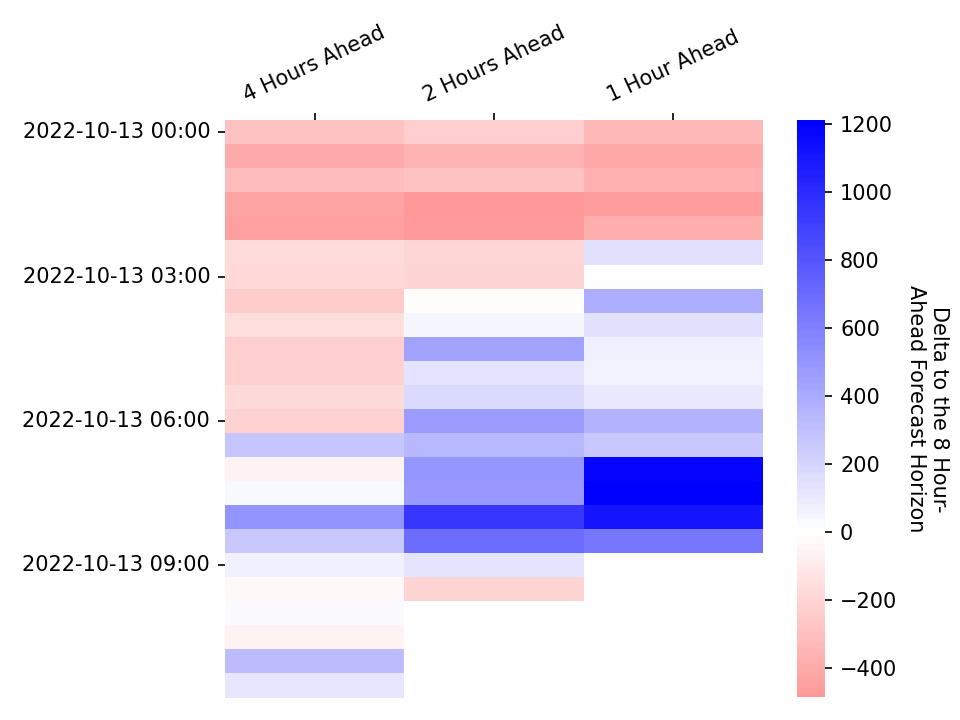 4 Hours Ahead
2 Hours Ahead
1 Hour Ahead
2022-10-13 00:00
2022-10-13 03:00
2022-10-13 06:00
2022-10-13 09:00
1200
1000
800
600
400
200
0
−200
−400
Delta to the 8 Hour-
Ahead Forecast Horizon